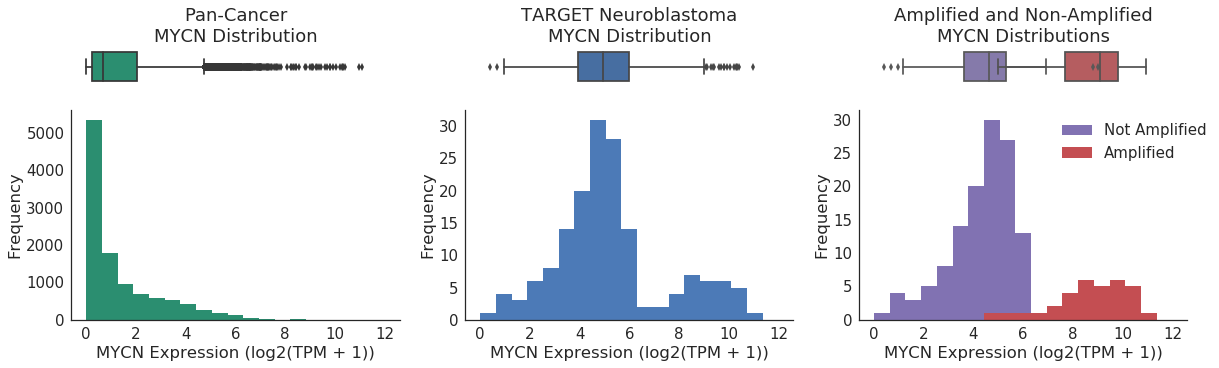 Pan-Cancer
MYCN Distribution
5000
4000
3000
2000
1000
0
Frequency
0 2 4 6 8 10 12
MYCN Expression (log2(TPM + 1))
TARGET Neuroblastoma
MYCN Distribution
30
25
20
15
10
5
0
Frequency
0 2 4 6 8 10 12
MYCN Expression (log2(TPM + 1))
Amplified and Non-Amplified
MYCN Distributions
30
25
20
15
10
5
0
Frequency
Not Amplified
Amplified
0 2 4 6 8 10 12
MYCN Expression (log2(TPM + 1))